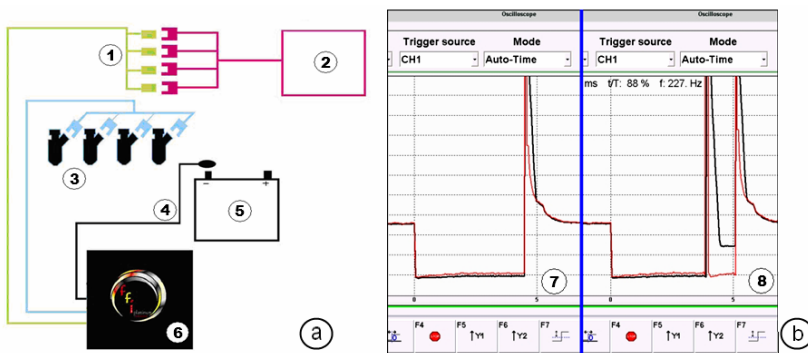 1
2
3
4
5
−
+
6
a
Oscilloscope
Trigger source Mode
CH1 Auto-Time
0 5
7
F4 F5 F6 F7
↑Y1 ↑Y2
Oscilloscope
Trigger source Mode
CH1 Auto-Time
ms t/T: 88 % f: 227. Hz
0 5
8
F4 F5 F6 F7
↑Y1 ↑Y2
b